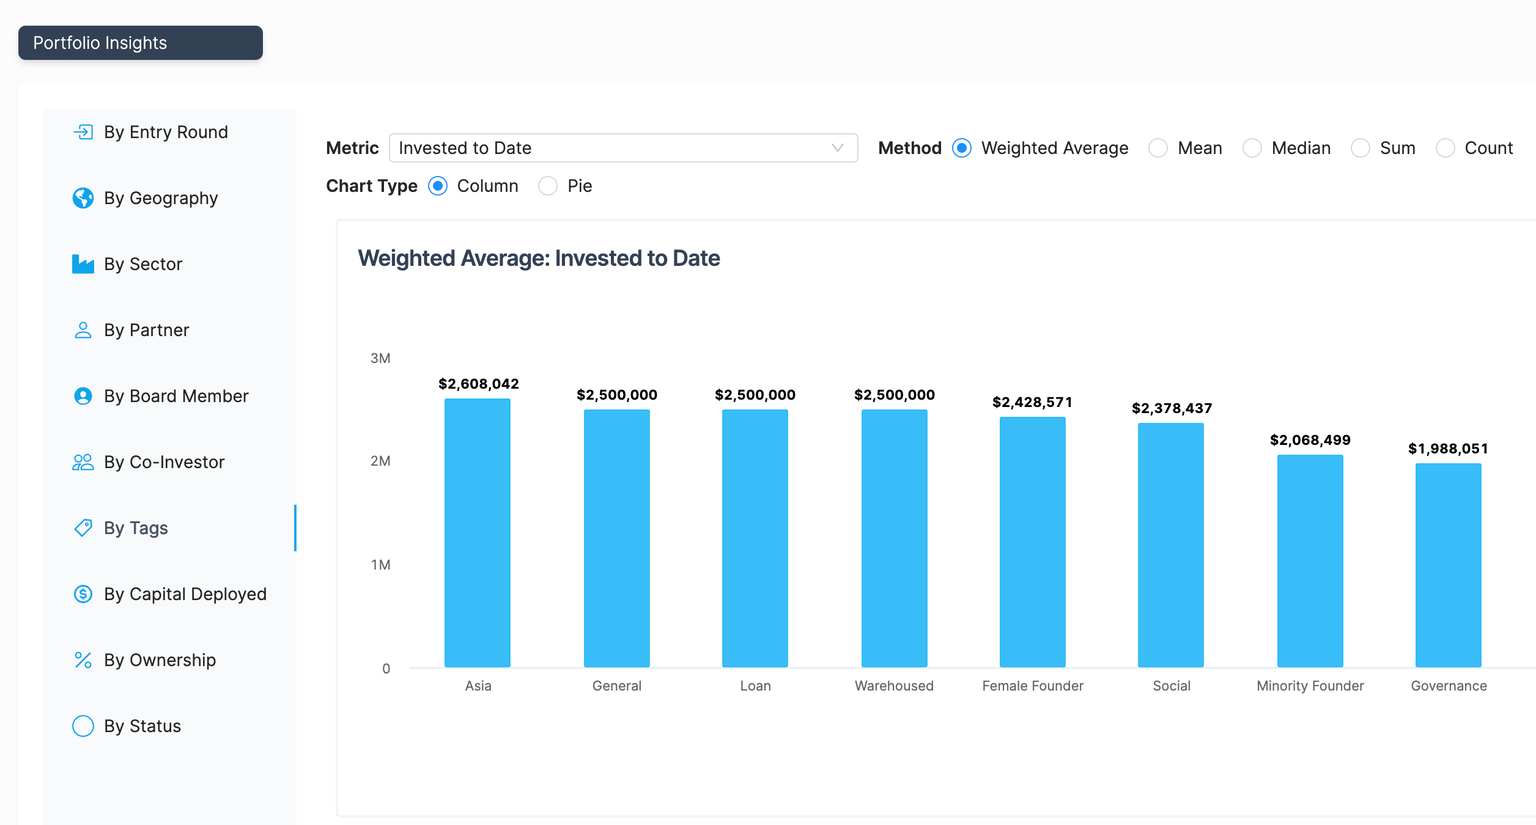 Portfolio Insights
By Entry Round
By Geography
By Sector
By Partner
By Board Member
By Co-Investor
By Tags
By Capital Deployed
By Ownership
By Status
Metric Invested to Date Method Weighted Average Mean Median Sum Count
Chart Type Column Pie
Weighted Average: Invested to Date
3M
2M
1M
0
$2,608,042 $2,500,000 $2,500,000 $2,500,000 $2,428,571 $2,378,437 $2,068,499 $1,988,051
Asia General Loan Warehoused Female Founder Social Minority Founder Governance